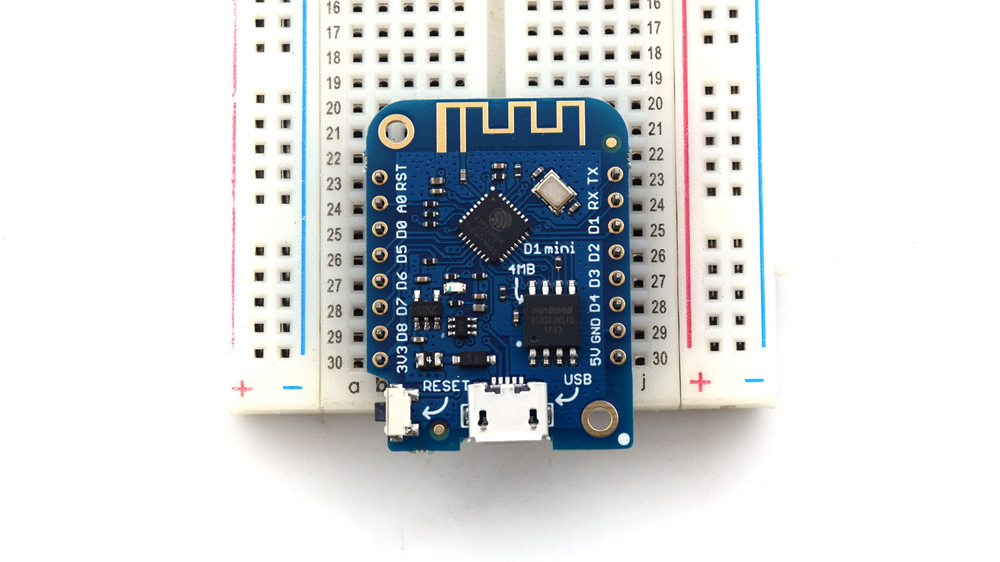 16 16
17 17
18 18
19 19
20 20
21 21
22 22
23 RST TX 23
24 A0 RX 24
25 D0 D1 25
26 D5 D1 mini D2 26
4MB
27 D6 D3 27
28 D7 winbond D4 28
1713
29 D8 GND 29
30 3V3 4 5V 30
a b RESET USB j
+ − + −